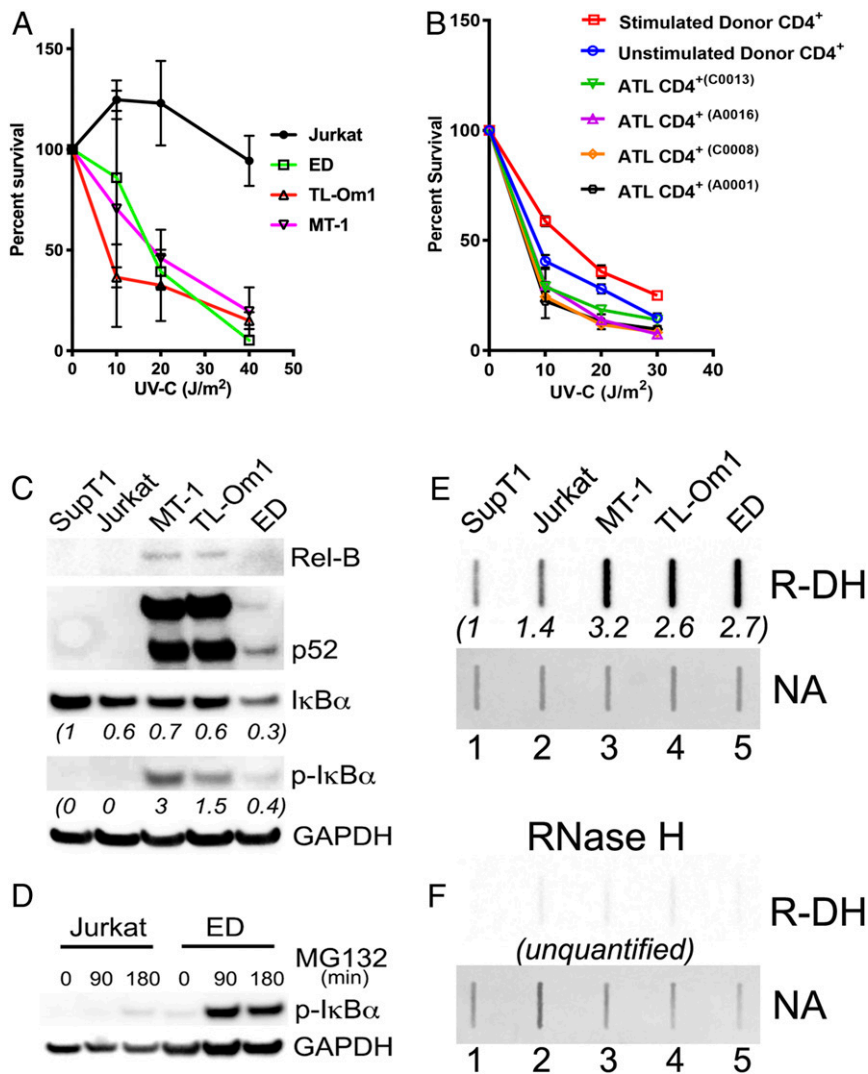 A
150
100
50
0
Percent survival
0 10 20 30 40 50
UV-C (J/m²)
Jurkat
ED
TL-Om1
MT-1
B
150
100
50
0
Percent Survival
0 10 20 30 40
UV-C (J/m²)
Stimulated Donor CD4⁺
Unstimulated Donor CD4⁺
ATL CD4⁺(C0013)
ATL CD4⁺ (A0016)
ATL CD4⁺ (C0008)
ATL CD4⁺ (A0001)
C
SupT1 Jurkat MT-1 TL-Om1 ED
Rel-B
p52
IκBα
(1 0.6 0.7 0.6 0.3)
p-IκBα
(0 0 3 1.5 0.4)
GAPDH
D
Jurkat ED
0 90 180 0 90 180 MG132 (min)
p-IκBα
GAPDH
E
SupT1 Jurkat MT-1 TL-Om1 ED
R-DH
(1 1.4 3.2 2.6 2.7)
NA
1 2 3 4 5
RNase H
F
R-DH
(unquantified)
NA
1 2 3 4 5